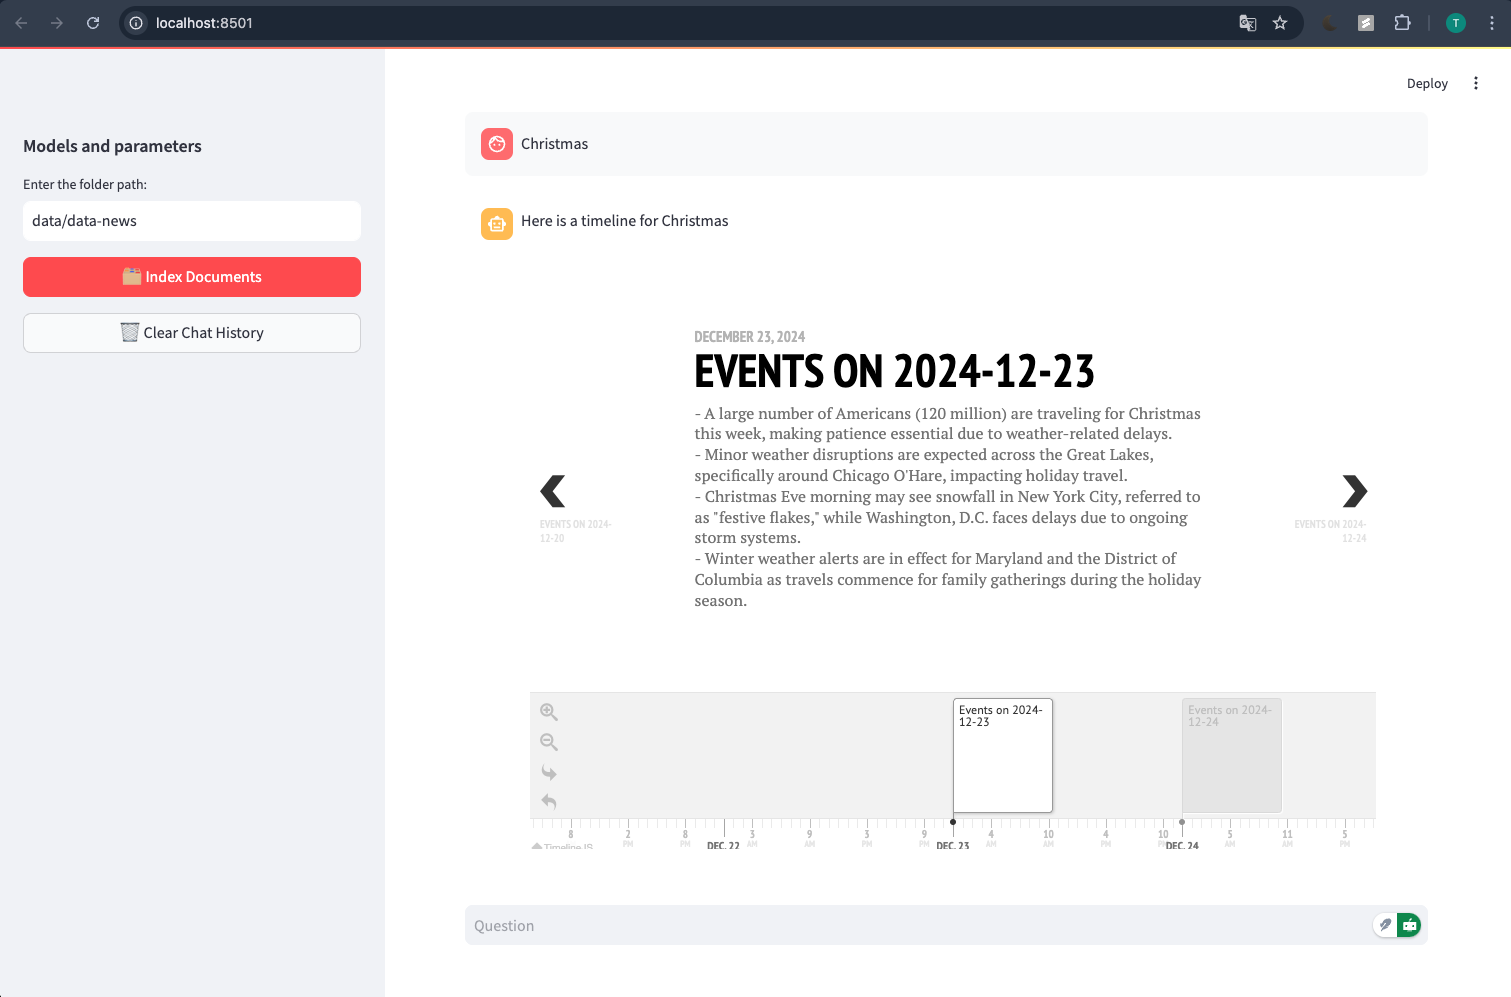 localhost:8501
T
Deploy
Models and parameters
Enter the folder path:
data/data-news
Index Documents
Clear Chat History
Christmas
Here is a timeline for Christmas
DECEMBER 23, 2024
EVENTS ON 2024-12-23
- A large number of Americans (120 million) are traveling for Christmas
this week, making patience essential due to weather-related delays.
- Minor weather disruptions are expected across the Great Lakes,
specifically around Chicago O'Hare, impacting holiday travel.
- Christmas Eve morning may see snowfall in New York City, referred to
as "festive flakes," while Washington, D.C. faces delays due to ongoing
storm systems.
- Winter weather alerts are in effect for Maryland and the District of
Columbia as travels commence for family gatherings during the holiday
season.
EVENTS ON 2024-
12-20
EVENTS ON 2024-
12-24
Events on 2024-
12-23
Events on 2024-
12-24
8 2 8 3 9 3 9 4 10 4 10 5 11 5
PM PM AM AM PM PM AM AM PM PM AM AM PM
DEC. 22 DEC. 23 DEC. 24
TimelineJS
Question